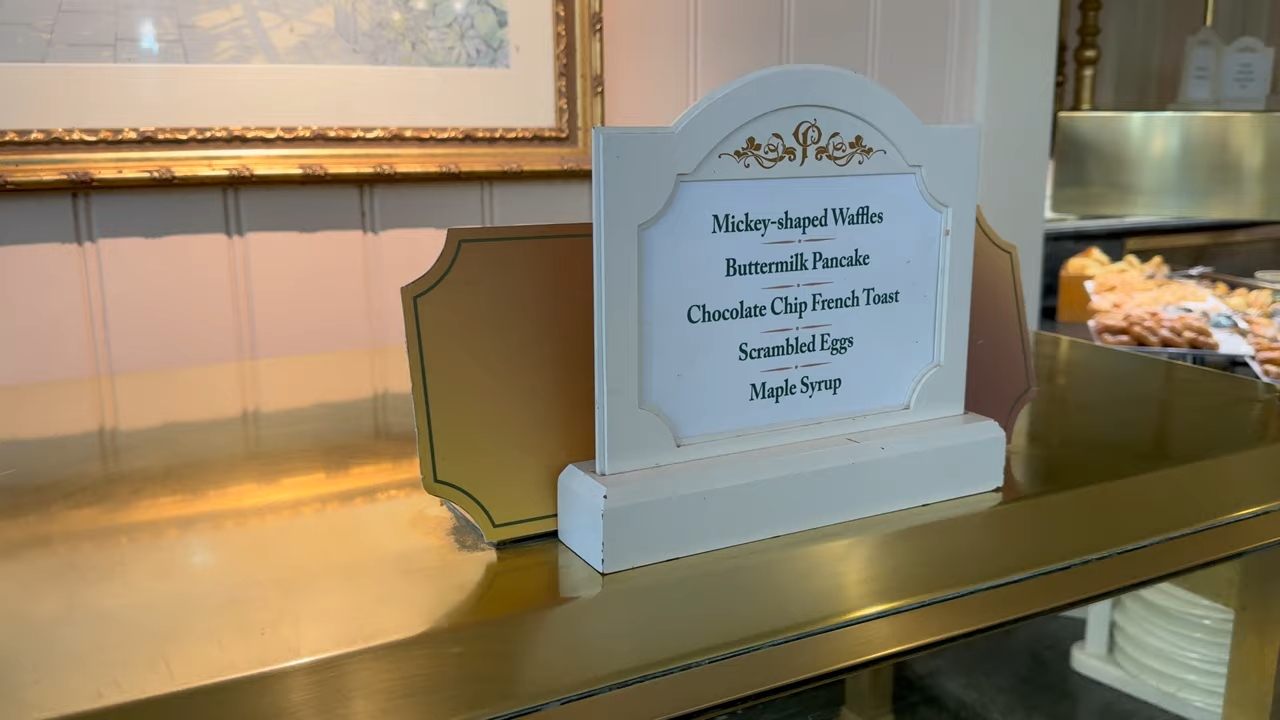 Mickey-shaped Waffles
Buttermilk Pancake
Chocolate Chip French Toast
Scrambled Eggs
Maple Syrup